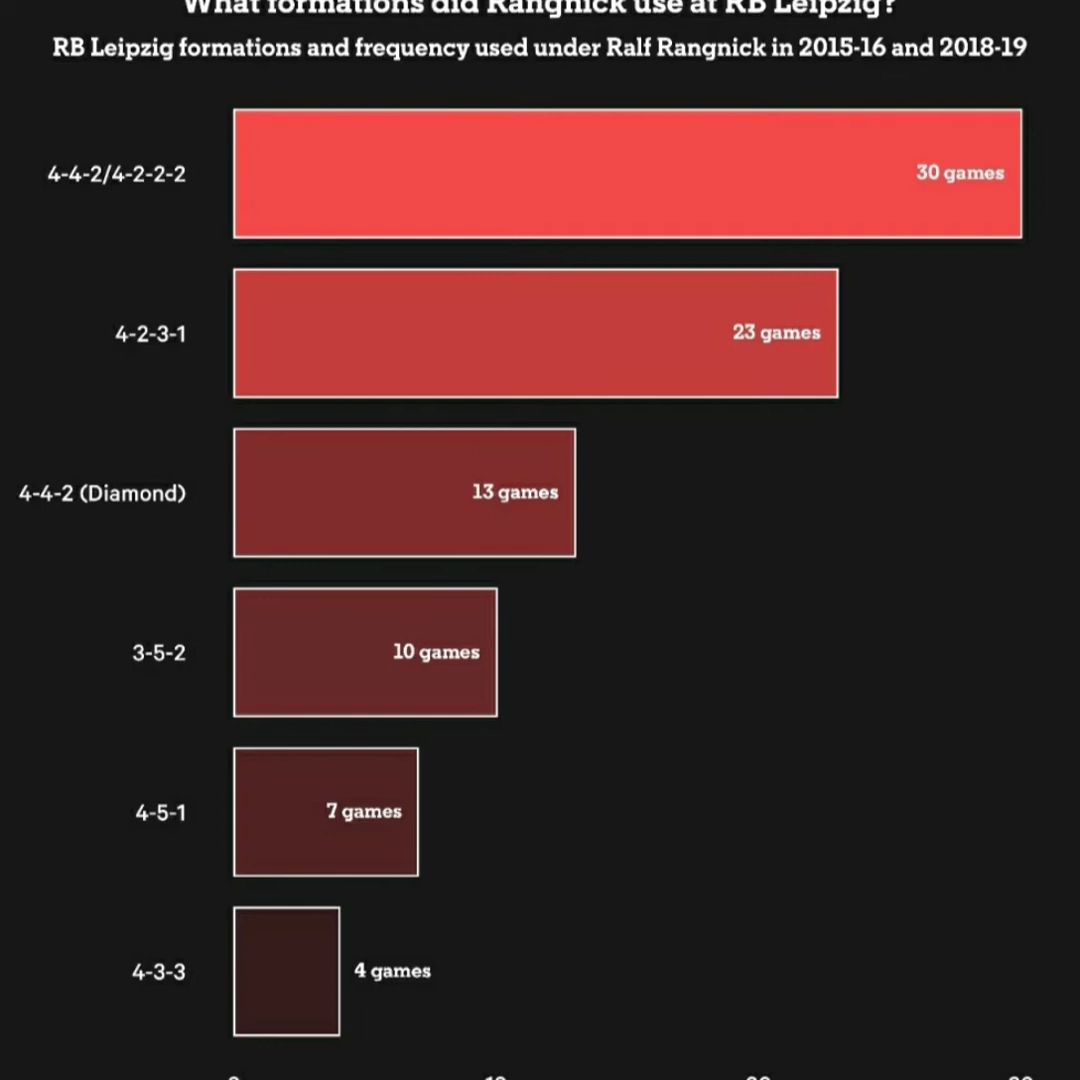 What formations did Rangnick use at RB Leipzig?
RB Leipzig formations and frequency used under Ralf Rangnick in 2015-16 and 2018-19
4-4-2/4-2-2-2
30 games
4-2-3-1
23 games
4-4-2 (Diamond)
13 games
3-5-2
10 games
4-5-1
7 games
4-3-3
4 games